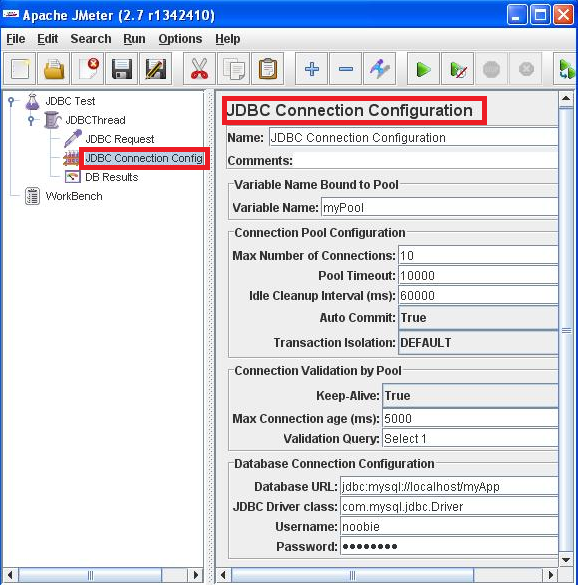 Apache JMeter (2.7 r1342410)
File Edit Search Run Options Help
JDBC Test
JDBCThread
JDBC Request
JDBC Connection Config
DB Results
WorkBench
JDBC Connection Configuration
Name: JDBC Connection Configuration
Comments:
Variable Name Bound to Pool
Variable Name: myPool
Connection Pool Configuration
Max Number of Connections: 10
Pool Timeout: 10000
Idle Cleanup Interval (ms): 60000
Auto Commit: True
Transaction Isolation: DEFAULT
Connection Validation by Pool
Keep-Alive: True
Max Connection age (ms): 5000
Validation Query: Select 1
Database Connection Configuration
Database URL: jdbc:mysql://localhost/myApp
JDBC Driver class: com.mysql.jdbc.Driver
Username: noobie
Password: ●●●●●●●●